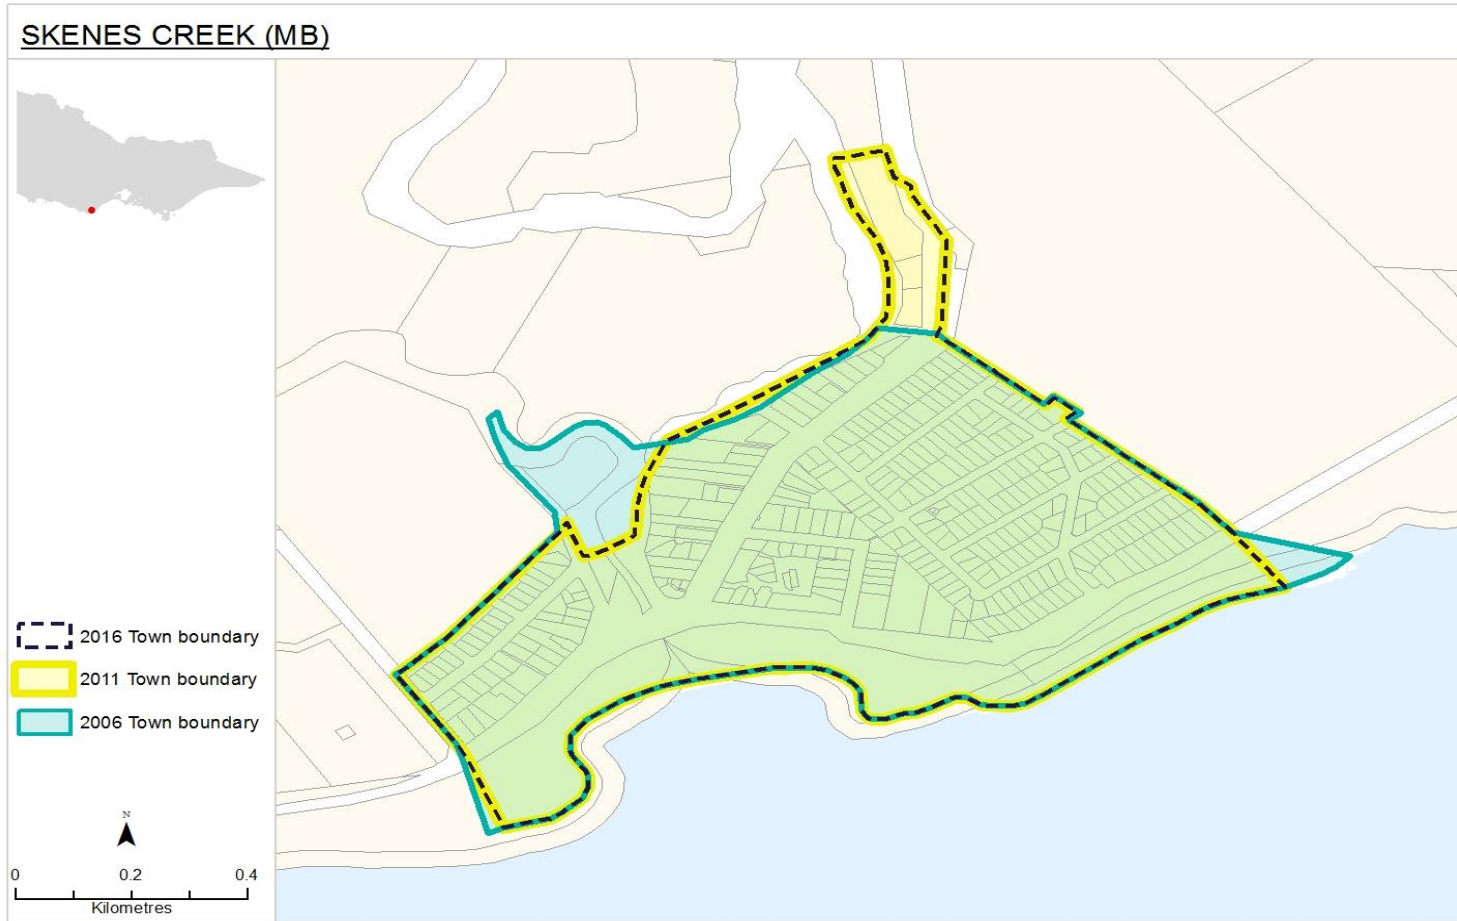 SKENES CREEK (MB)
2016 Town boundary
2011 Town boundary
2006 Town boundary
N
0 0.2 0.4
Kilometres